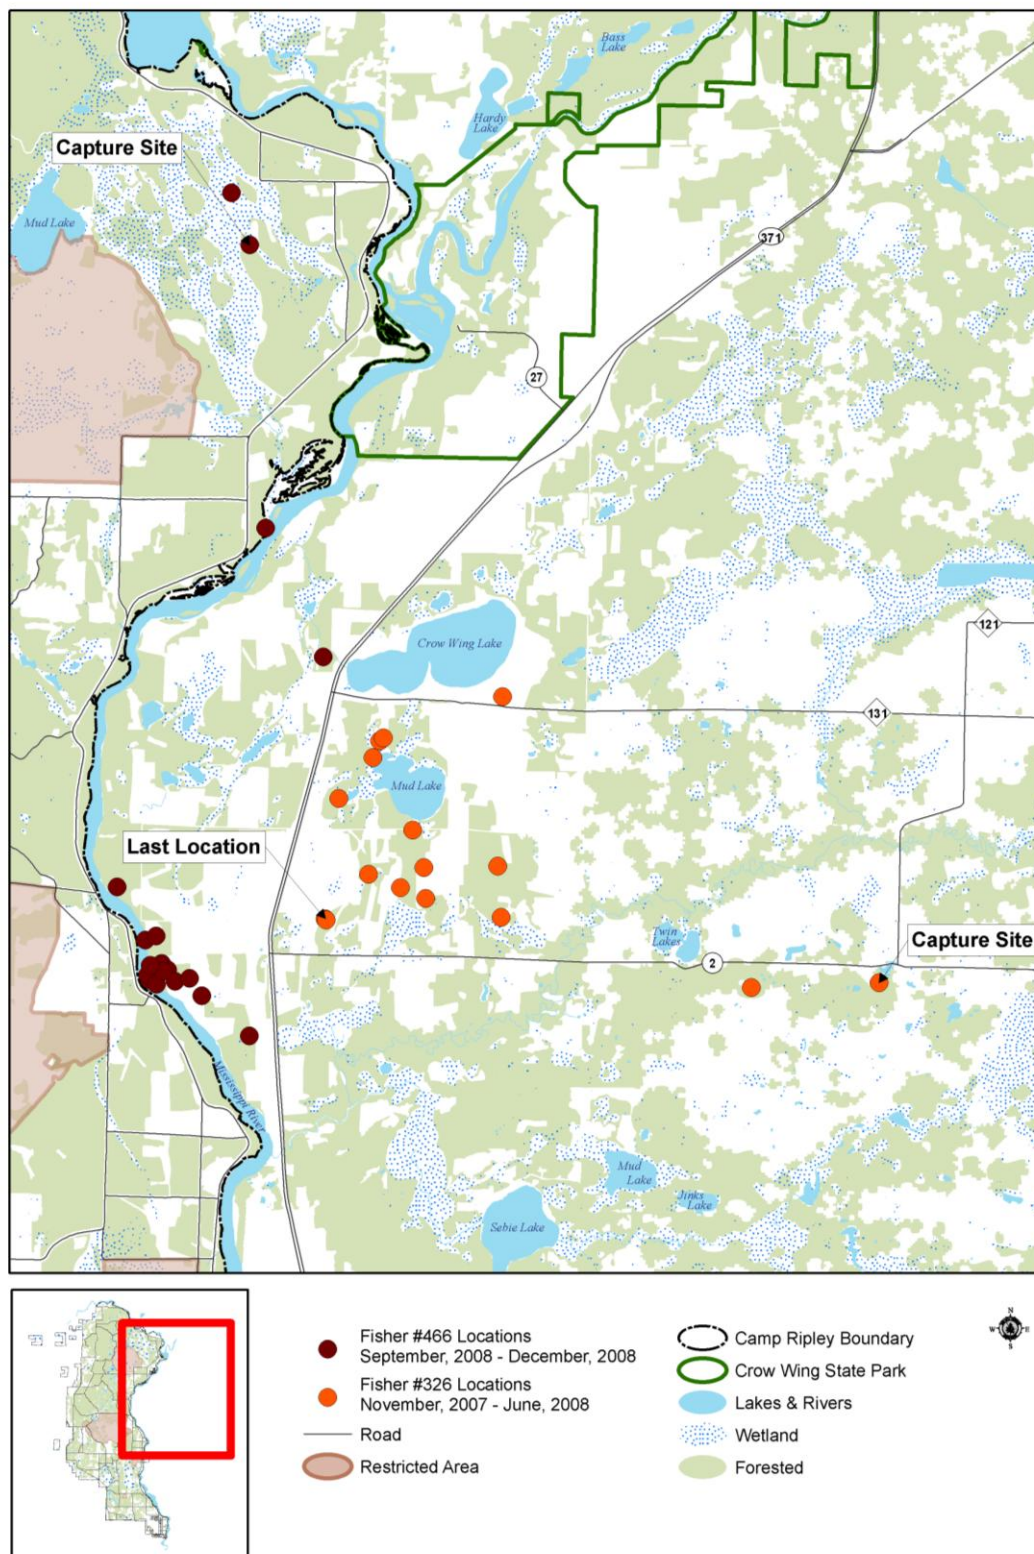 Bass
Lake
Hardy
Lake
Capture Site
Mud Lake
371
27
Crow Wing Lake
121
131
Mud Lake
Last Location
Twin
Lakes
Capture Site
2
Mississippi River
Mud
Lake
Jinks
Lake
Sebie Lake
Fisher #466 Locations
September, 2008 - December, 2008
Fisher #326 Locations
November, 2007 - June, 2008
Road
Restricted Area
Camp Ripley Boundary
Crow Wing State Park
Lakes & Rivers
Wetland
Forested
N
W E
S